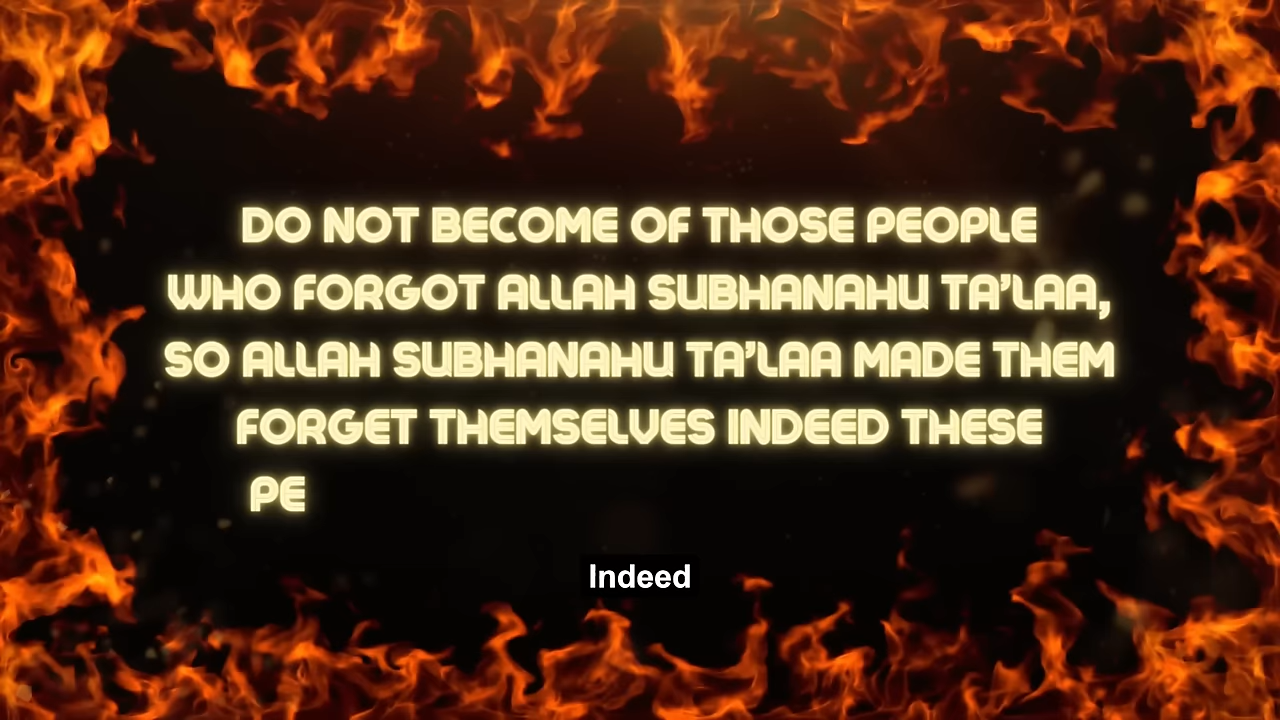 DO NOT BECOME OF THOSE PEOPLE
WHO FORGOT ALLAH SUBHANAHU TA'LAA,
SO ALLAH SUBHANAHU TA'LAA MADE THEM
FORGET THEMSELVES INDEED THESE
PE
Indeed